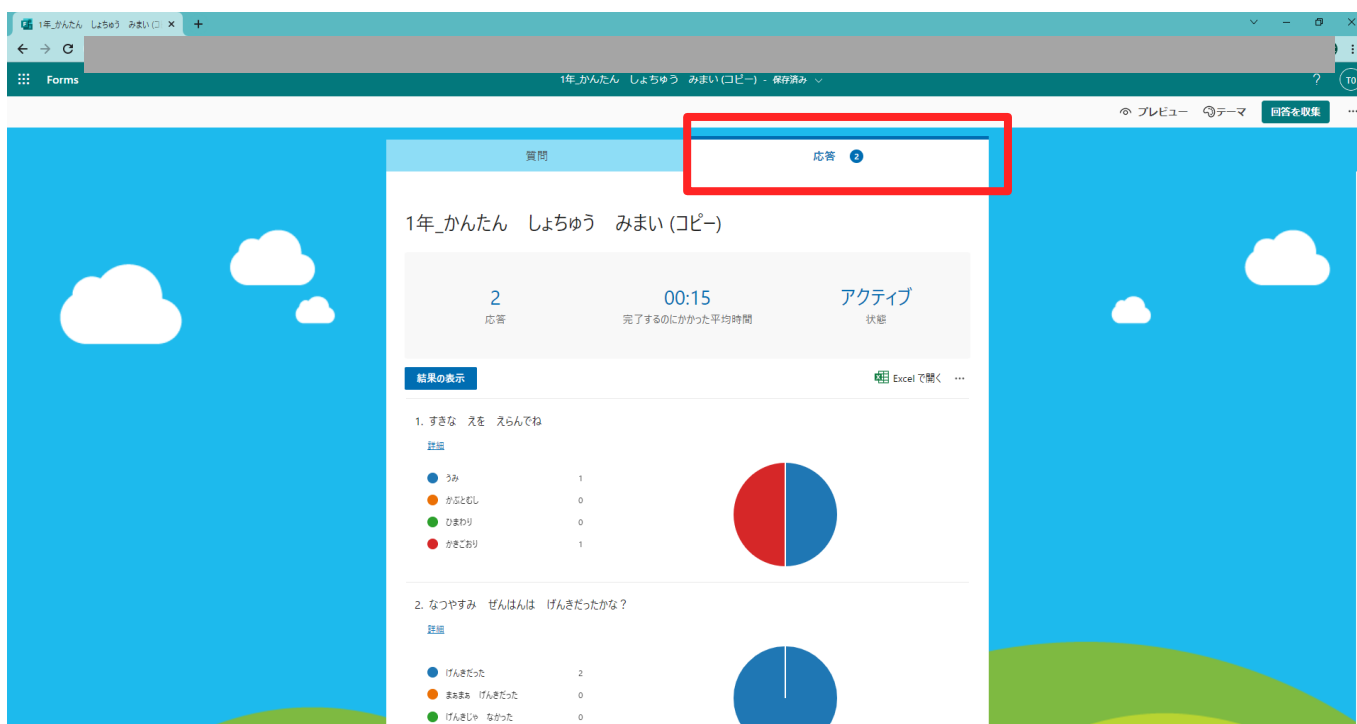 1年_かんたん　しょちゅう　みまい (コ
Forms
1年_かんたん　しょちゅう　みまい (コピー) - 保存済み
?
TO
プレビュー
テーマ
回答を収集
質問
応答 2
1年_かんたん　しょちゅう　みまい (コピー)
2
応答
00:15
完了するのにかかった平均時間
アクティブ
状態
結果の表示
Excel で開く
1. すきな　えを　えらんでね
詳細
うみ 1
かぶとむし 0
ひまわり 0
かきごおり 1
2. なつやすみ　ぜんはんは　げんきだったかな？
詳細
げんきだった 2
まぁまぁ　げんきだった 0
げんきじゃ　なかった 0